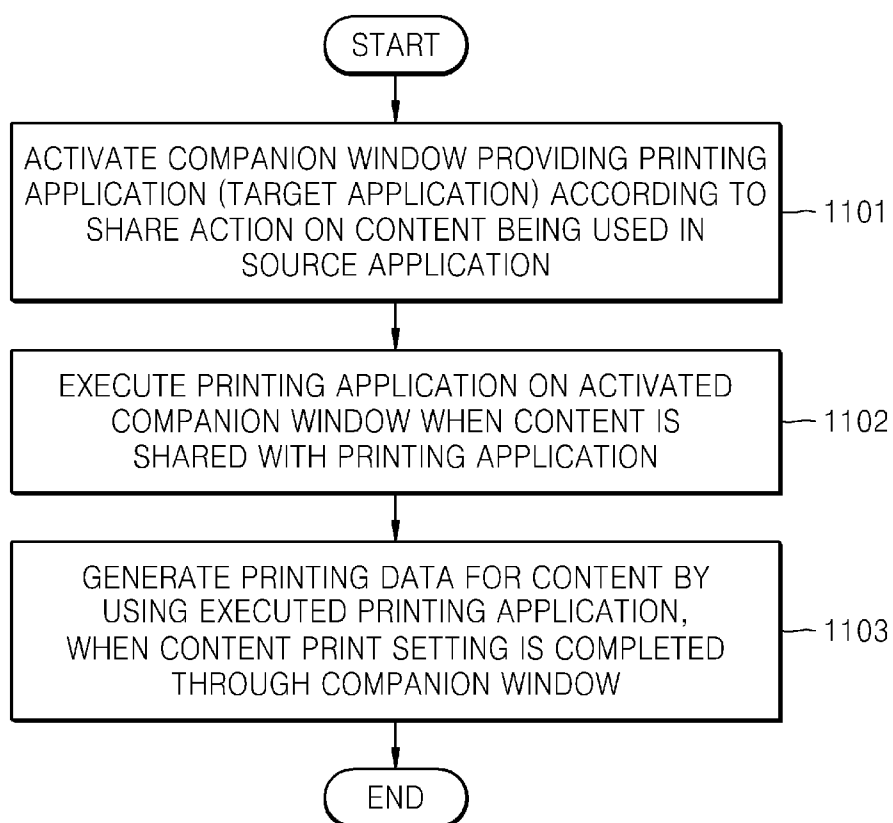 START
ACTIVATE COMPANION WINDOW PROVIDING PRINTING
APPLICATION (TARGET APPLICATION) ACCORDING TO
SHARE ACTION ON CONTENT BEING USED IN
SOURCE APPLICATION
1101
EXECUTE PRINTING APPLICATION ON ACTIVATED
COMPANION WINDOW WHEN CONTENT IS
SHARED WITH PRINTING APPLICATION
1102
GENERATE PRINTING DATA FOR CONTENT BY
USING EXECUTED PRINTING APPLICATION,
WHEN CONTENT PRINT SETTING IS COMPLETED
THROUGH COMPANION WINDOW
1103
END